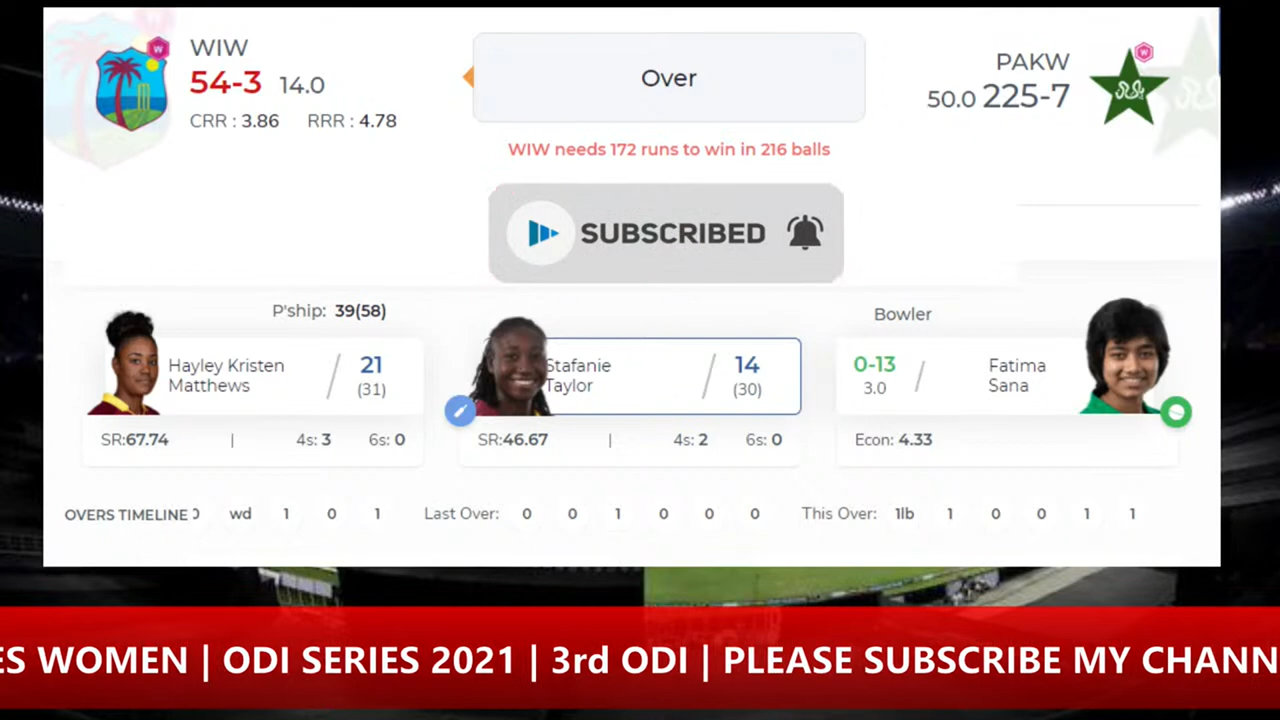 WIW
54-3 14.0
CRR : 3.86 RRR : 4.78
Over
PAKW
50.0 225-7
WIW needs 172 runs to win in 216 balls
SUBSCRIBED
P'ship: 39(58)
Bowler
Hayley Kristen Matthews / 21 (31)
SR:67.74 | 4s: 3 6s: 0
Stafanie Taylor / 14 (30)
SR:46.67 | 4s: 2 6s: 0
0-13 3.0 / Fatima Sana
Econ: 4.33
OVERS TIMELINE 0 wd 1 0 1 Last Over: 0 0 1 0 0 0 This Over: 1lb 1 0 0 1 1
ES WOMEN | ODI SERIES 2021 | 3rd ODI | PLEASE SUBSCRIBE MY CHANN